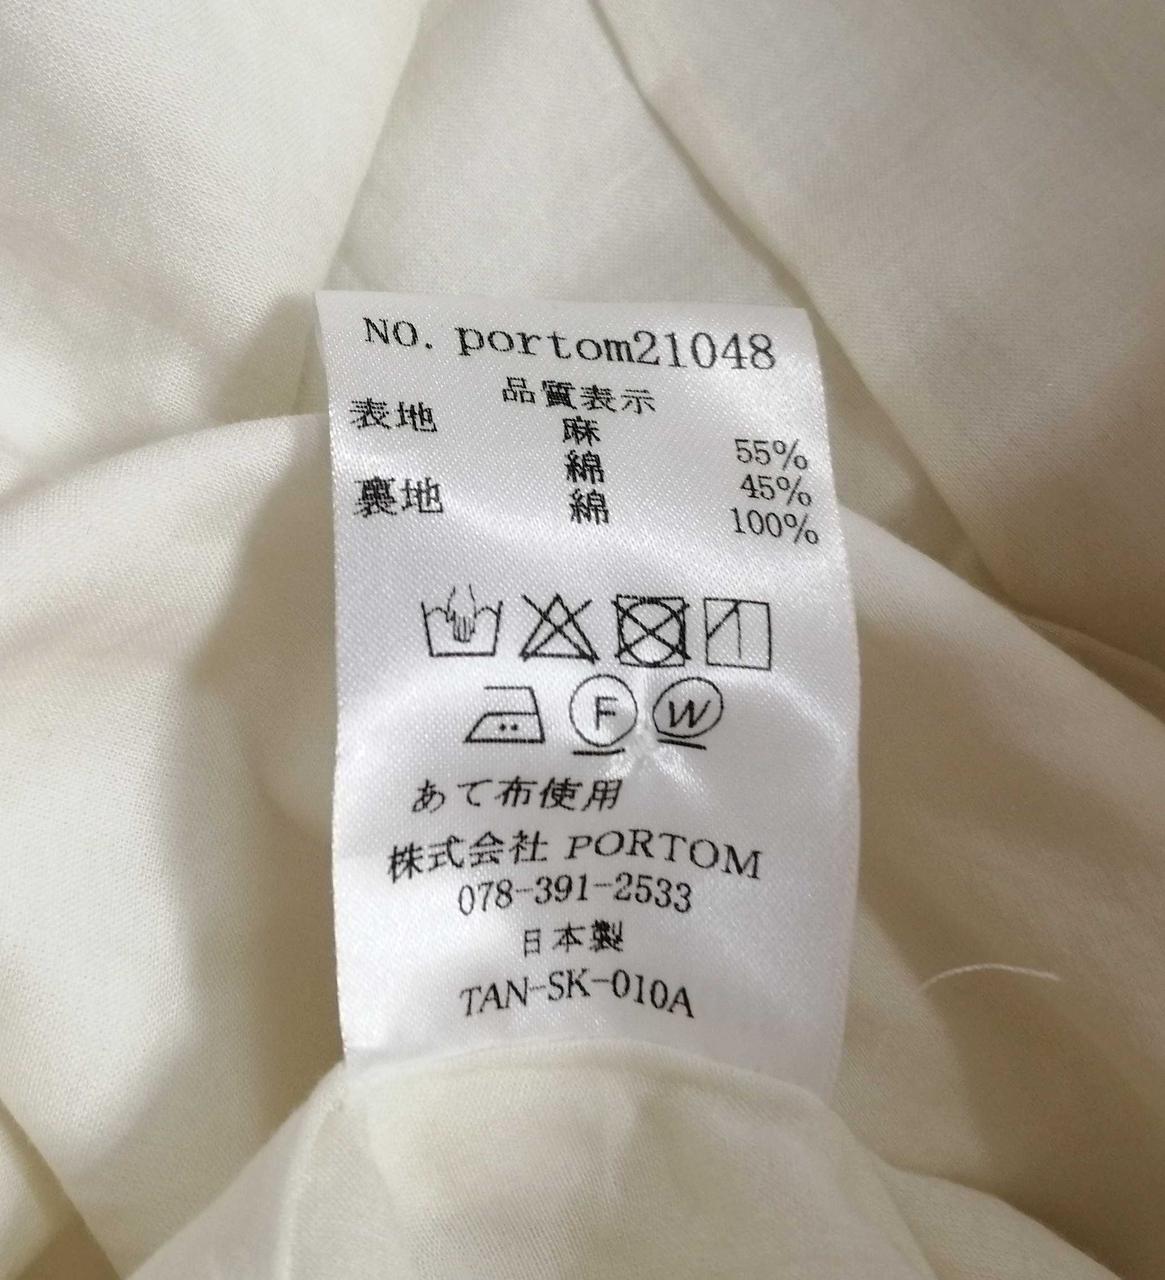 NO. portom21048
品質表示
表地 麻 55%
綿 45%
裏地 綿 100%
F W
あて布使用
株式会社 PORTOM
078-391-2533
日本製
TAN-SK-010A